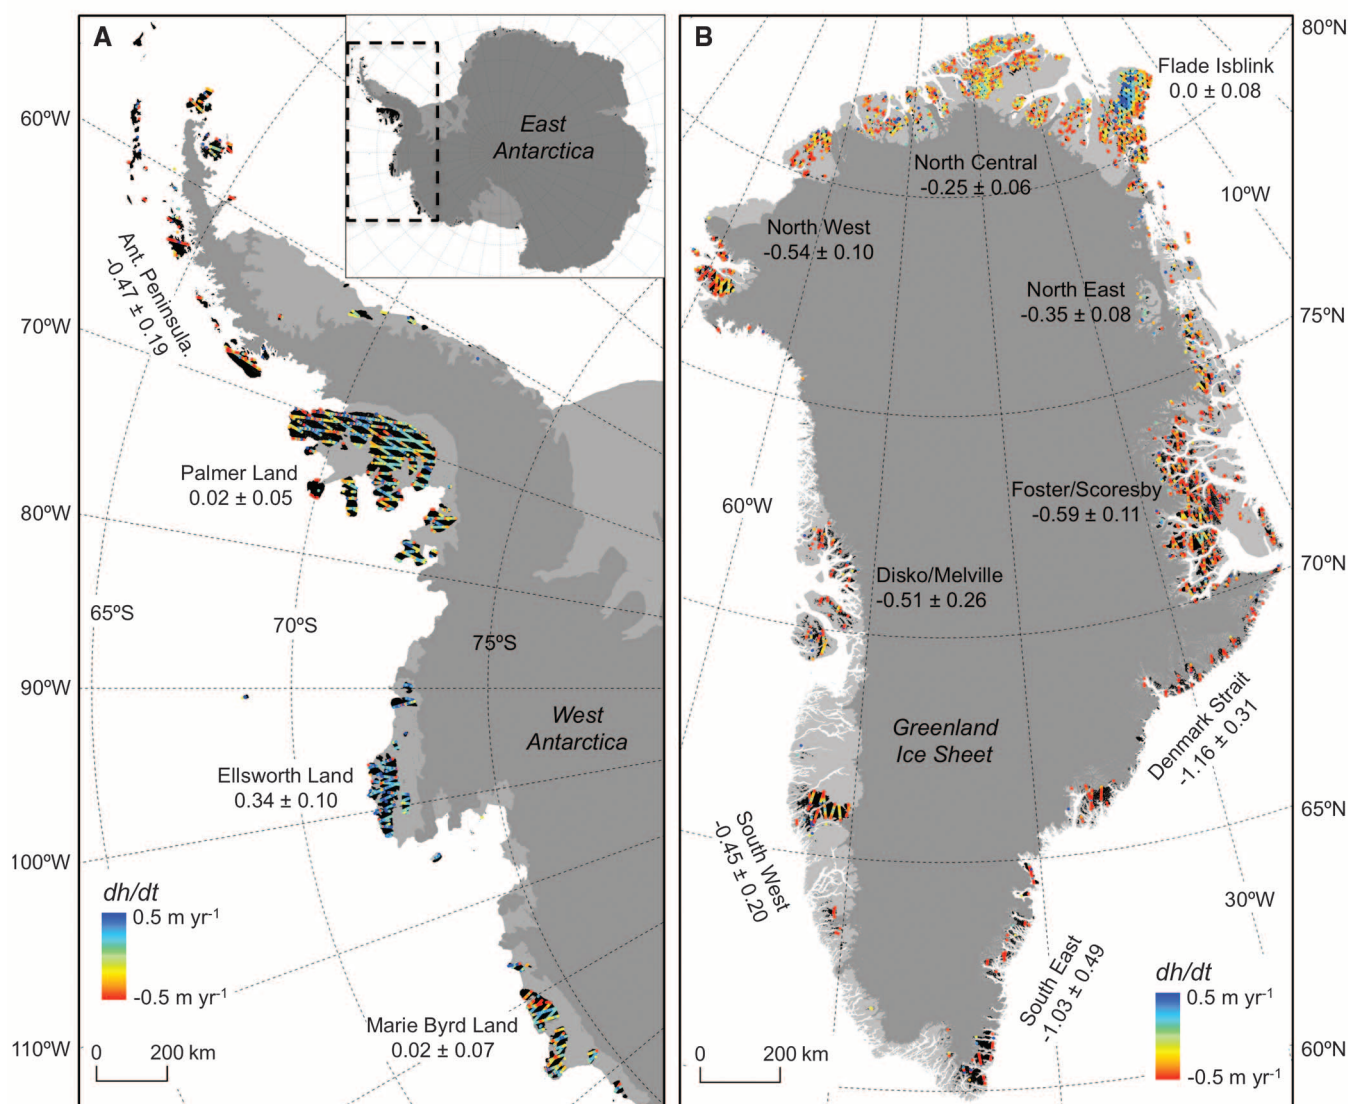 A
60ºW
70ºW
80ºW
90ºW
100ºW
110ºW
65ºS
70ºS
75ºS
East
Antarctica
Ant. Peninsula.
-0.47 ± 0.19
Palmer Land
0.02 ± 0.05
West
Antarctica
Ellsworth Land
0.34 ± 0.10
Marie Byrd Land
0.02 ± 0.07
dh/dt
0.5 m yr-1
-0.5 m yr-1
0 200 km
B
80ºN
75ºN
70ºN
65ºN
60ºN
10ºW
60ºW
30ºW
Flade Isblink
0.0 ± 0.08
North Central
-0.25 ± 0.06
North West
-0.54 ± 0.10
North East
-0.35 ± 0.08
Foster/Scoresby
-0.59 ± 0.11
Disko/Melville
-0.51 ± 0.26
Greenland
Ice Sheet
Denmark Strait
-1.16 ± 0.31
South West
-0.45 ± 0.20
South East
-1.03 ± 0.49
dh/dt
0.5 m yr-1
-0.5 m yr-1
0 200 km